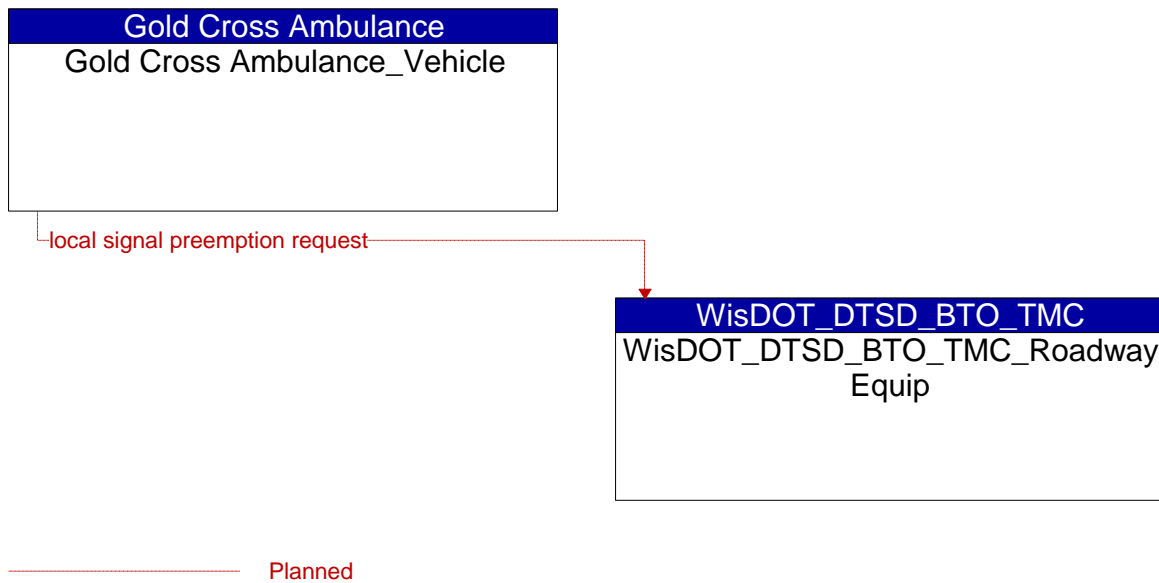 Gold Cross Ambulance
Gold Cross Ambulance_Vehicle
local signal preemption request
WisDOT_DTSD_BTO_TMC
WisDOT_DTSD_BTO_TMC_Roadway
Equip
Planned